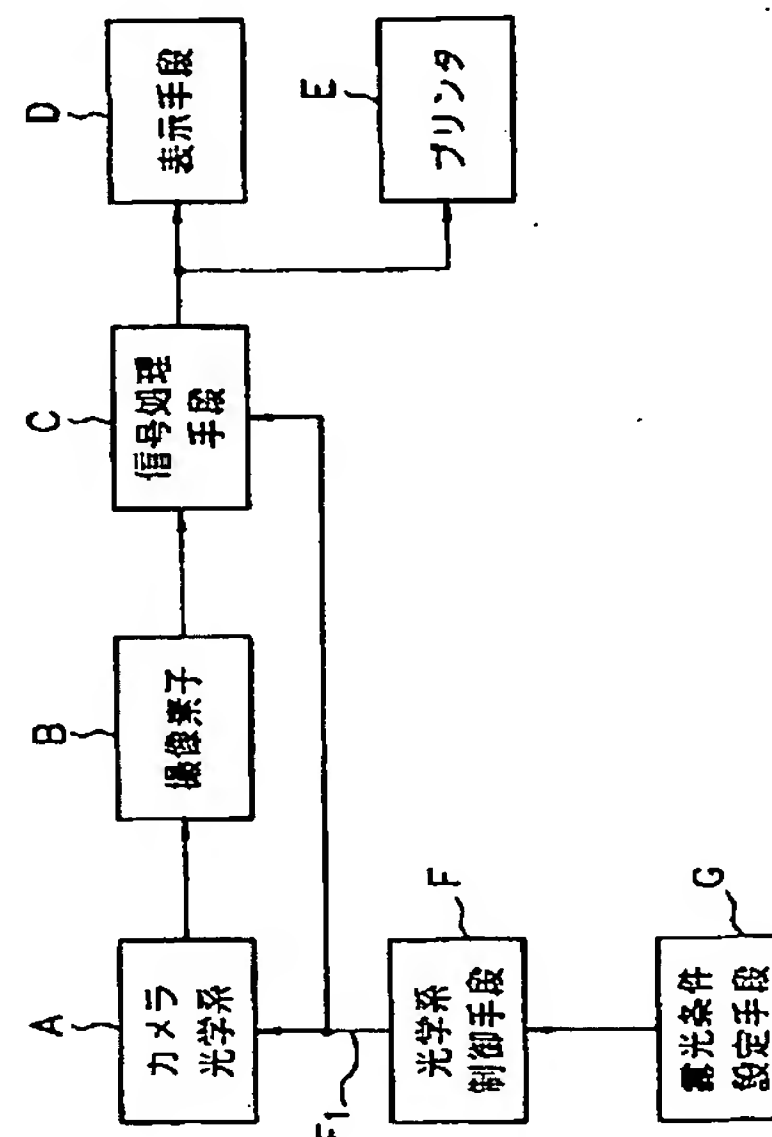 A
カメラ
光学系
B
撮像素子
C
信号処理
手段
D
表示手段
E
プリンタ
F1
F
光学系
制御手段
G
露光条件
設定手段